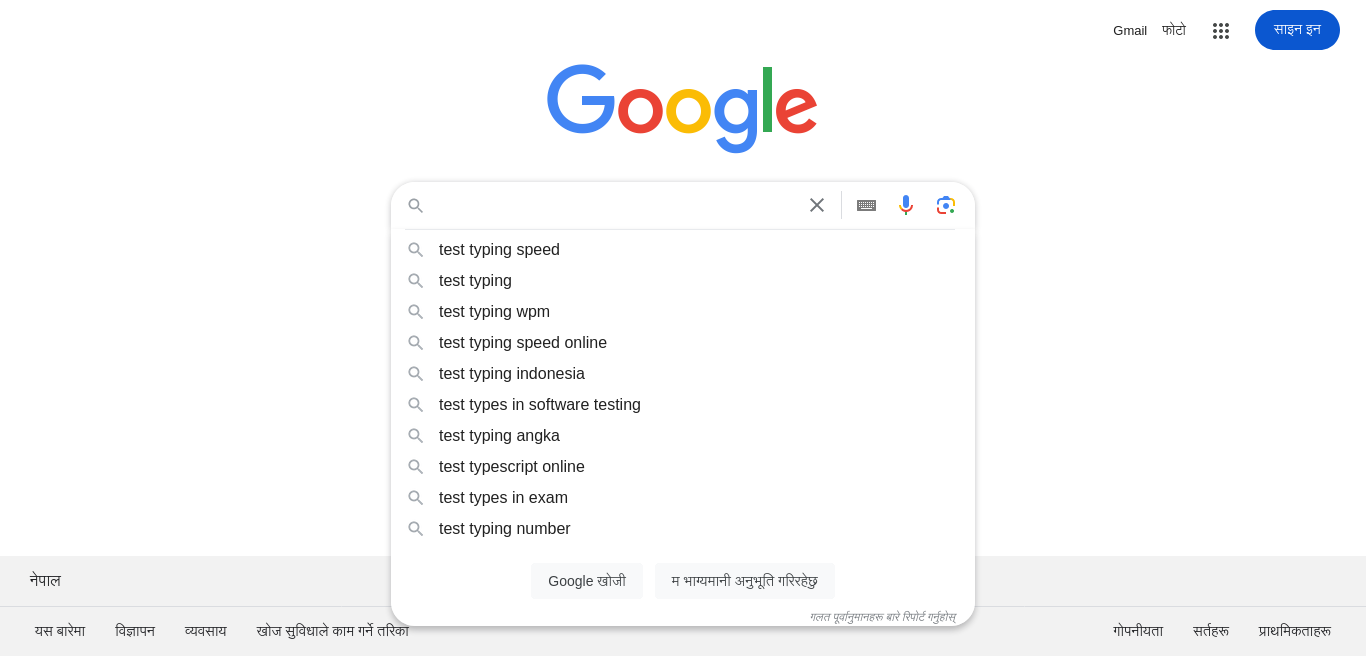 Gmail फोटो साइन इन
Google
test typing speed
test typing
test typing wpm
test typing speed online
test typing indonesia
test types in software testing
test typing angka
test typescript online
test types in exam
test typing number
Google खोजी म भाग्यमानी अनुभूति गरिरहेछु
नेपाल
गलत पूर्वानुमानहरू बारे रिपोर्ट गर्नुहोस्
यस बारेमा विज्ञापन व्यवसाय खोज सुविधाले काम गर्ने तरिका गोपनीयता सर्तहरू प्राथमिकताहरू